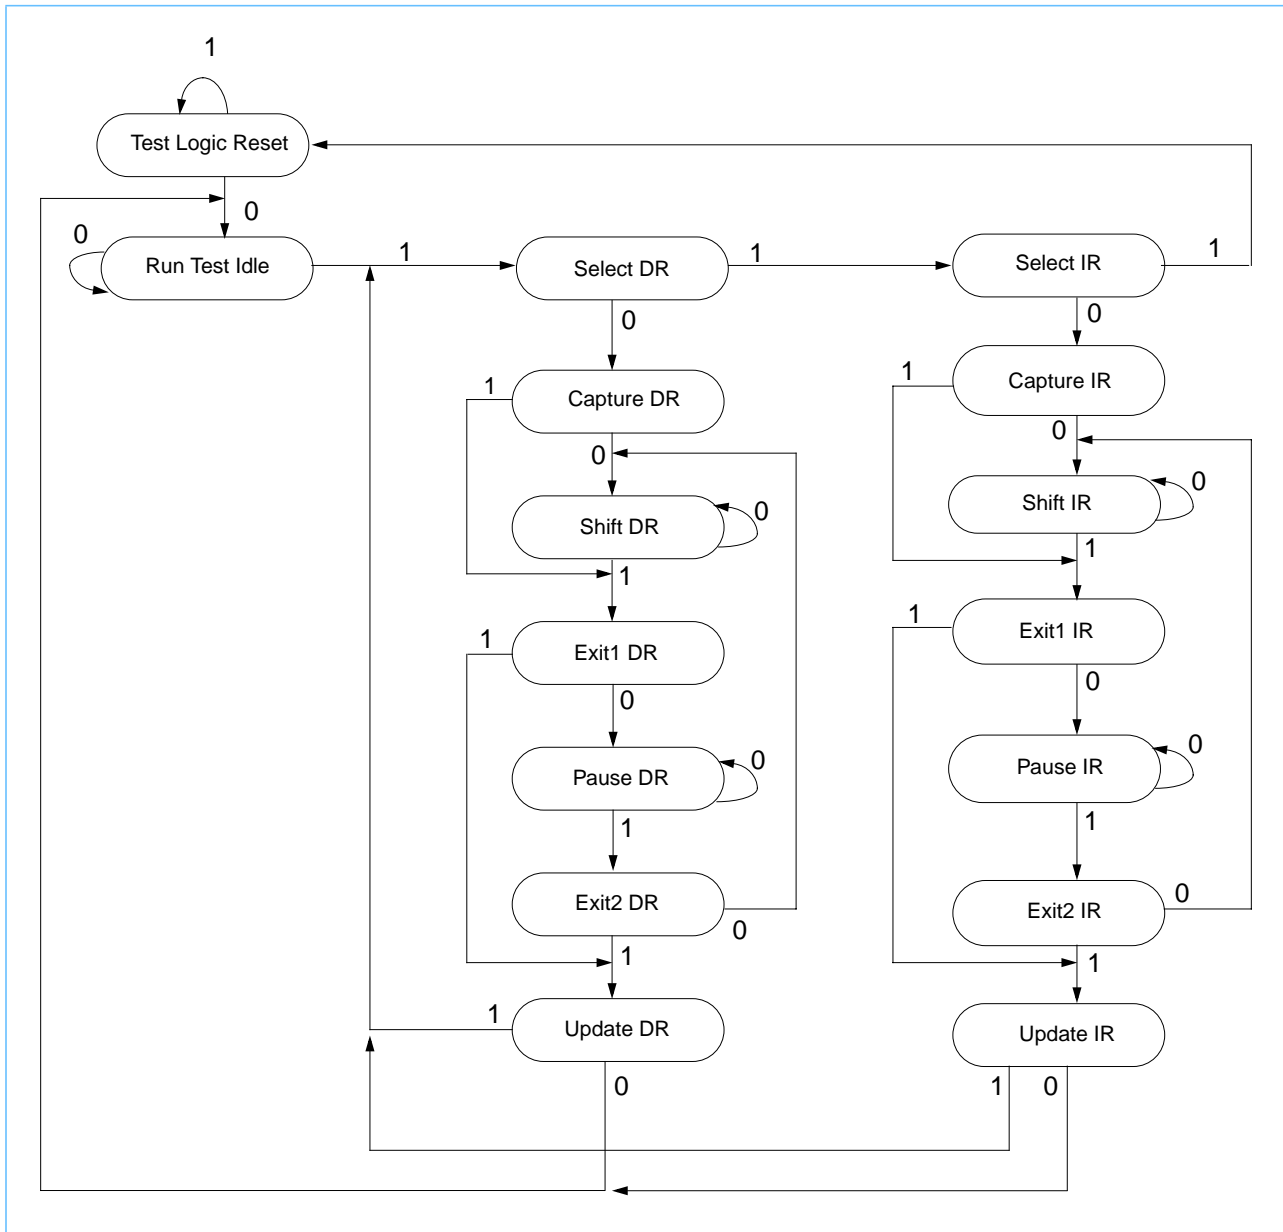 1
Test Logic Reset
0
0
Run Test Idle
1
Select DR
1
Select IR
1
0
0
1
Capture DR
1
Capture IR
0
0
Shift DR
0
Shift IR
0
1
1
1
Exit1 DR
1
Exit1 IR
0
0
Pause DR
0
Pause IR
0
1
1
Exit2 DR
0
Exit2 IR
0
1
1
1
Update DR
Update IR
0
1
0